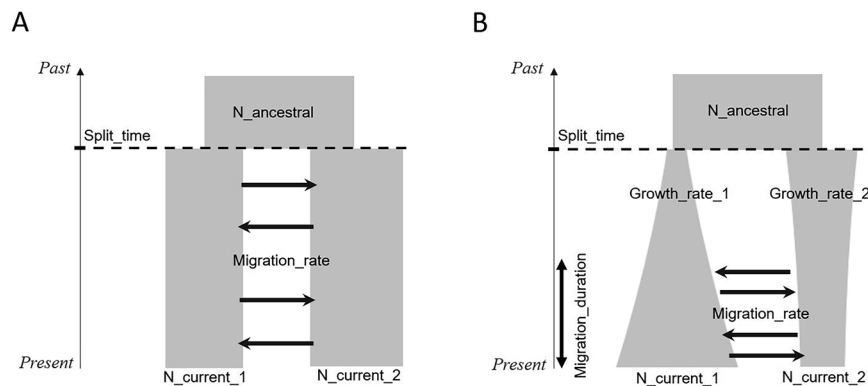 A
Past
N_ancestral
Split_time
Migration_rate
Present
N_current_1
N_current_2
B
Past
N_ancestral
Split_time
Growth_rate_1
Growth_rate_2
Migration_duration
Migration_rate
Present
N_current_1
N_current_2